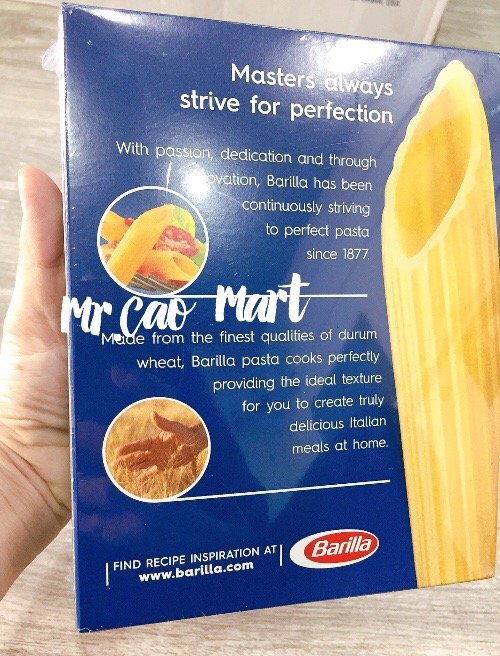 Masters always
strive for perfection
With passion, dedication and through
ovation, Barilla has been
continuously striving
to perfect pasta
since 1877.
Mr.Cao Mart
Made from the finest qualities of durum
wheat, Barilla pasta cooks perfectly
providing the ideal texture
for you to create truly
delicious Italian
meals at home.
FIND RECIPE INSPIRATION AT
www.barilla.com
Barilla